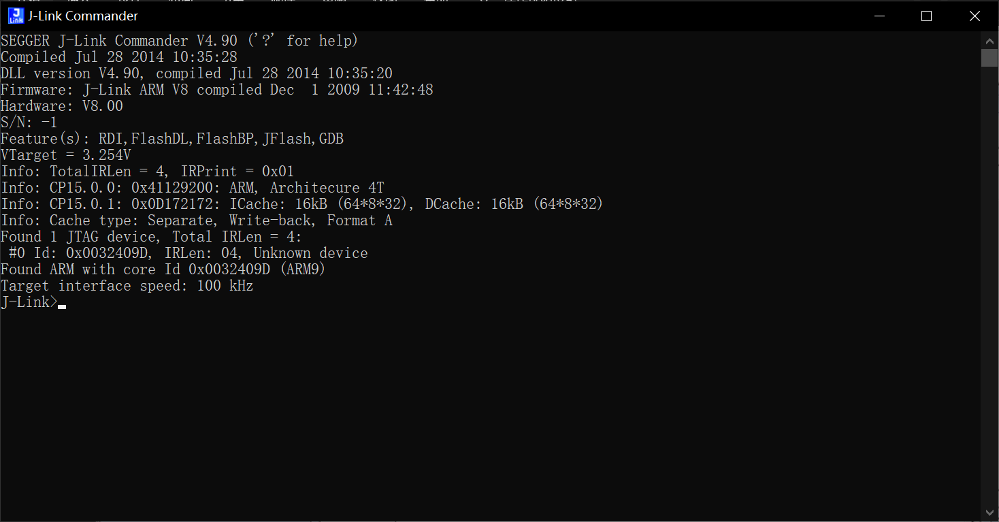 J-Link Commander
SEGGER J-Link Commander V4.90 ('?' for help)
Compiled Jul 28 2014 10:35:28
DLL version V4.90, compiled Jul 28 2014 10:35:20
Firmware: J-Link ARM V8 compiled Dec  1 2009 11:42:48
Hardware: V8.00
S/N: -1
Feature(s): RDI,FlashDL,FlashBP,JFlash,GDB
VTarget = 3.254V
Info: TotalIRLen = 4, IRPrint = 0x01
Info: CP15.0.0: 0x41129200: ARM, Architecure 4T
Info: CP15.0.1: 0x0D172172: ICache: 16kB (64*8*32), DCache: 16kB (64*8*32)
Info: Cache type: Separate, Write-back, Format A
Found 1 JTAG device, Total IRLen = 4:
 #0 Id: 0x0032409D, IRLen: 04, Unknown device
Found ARM with core Id 0x0032409D (ARM9)
Target interface speed: 100 kHz
J-Link>